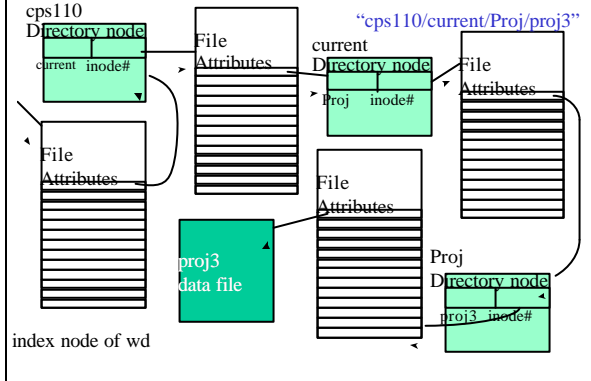 cps110
Directory node
current inode#
File
Attributes
"cps110/current/Proj/proj3"
current
Directory node
Proj inode#
File
Attributes
File
Attributes
File
Attributes
proj3
data file
Proj
Directory node
proj3 inode#
index node of wd